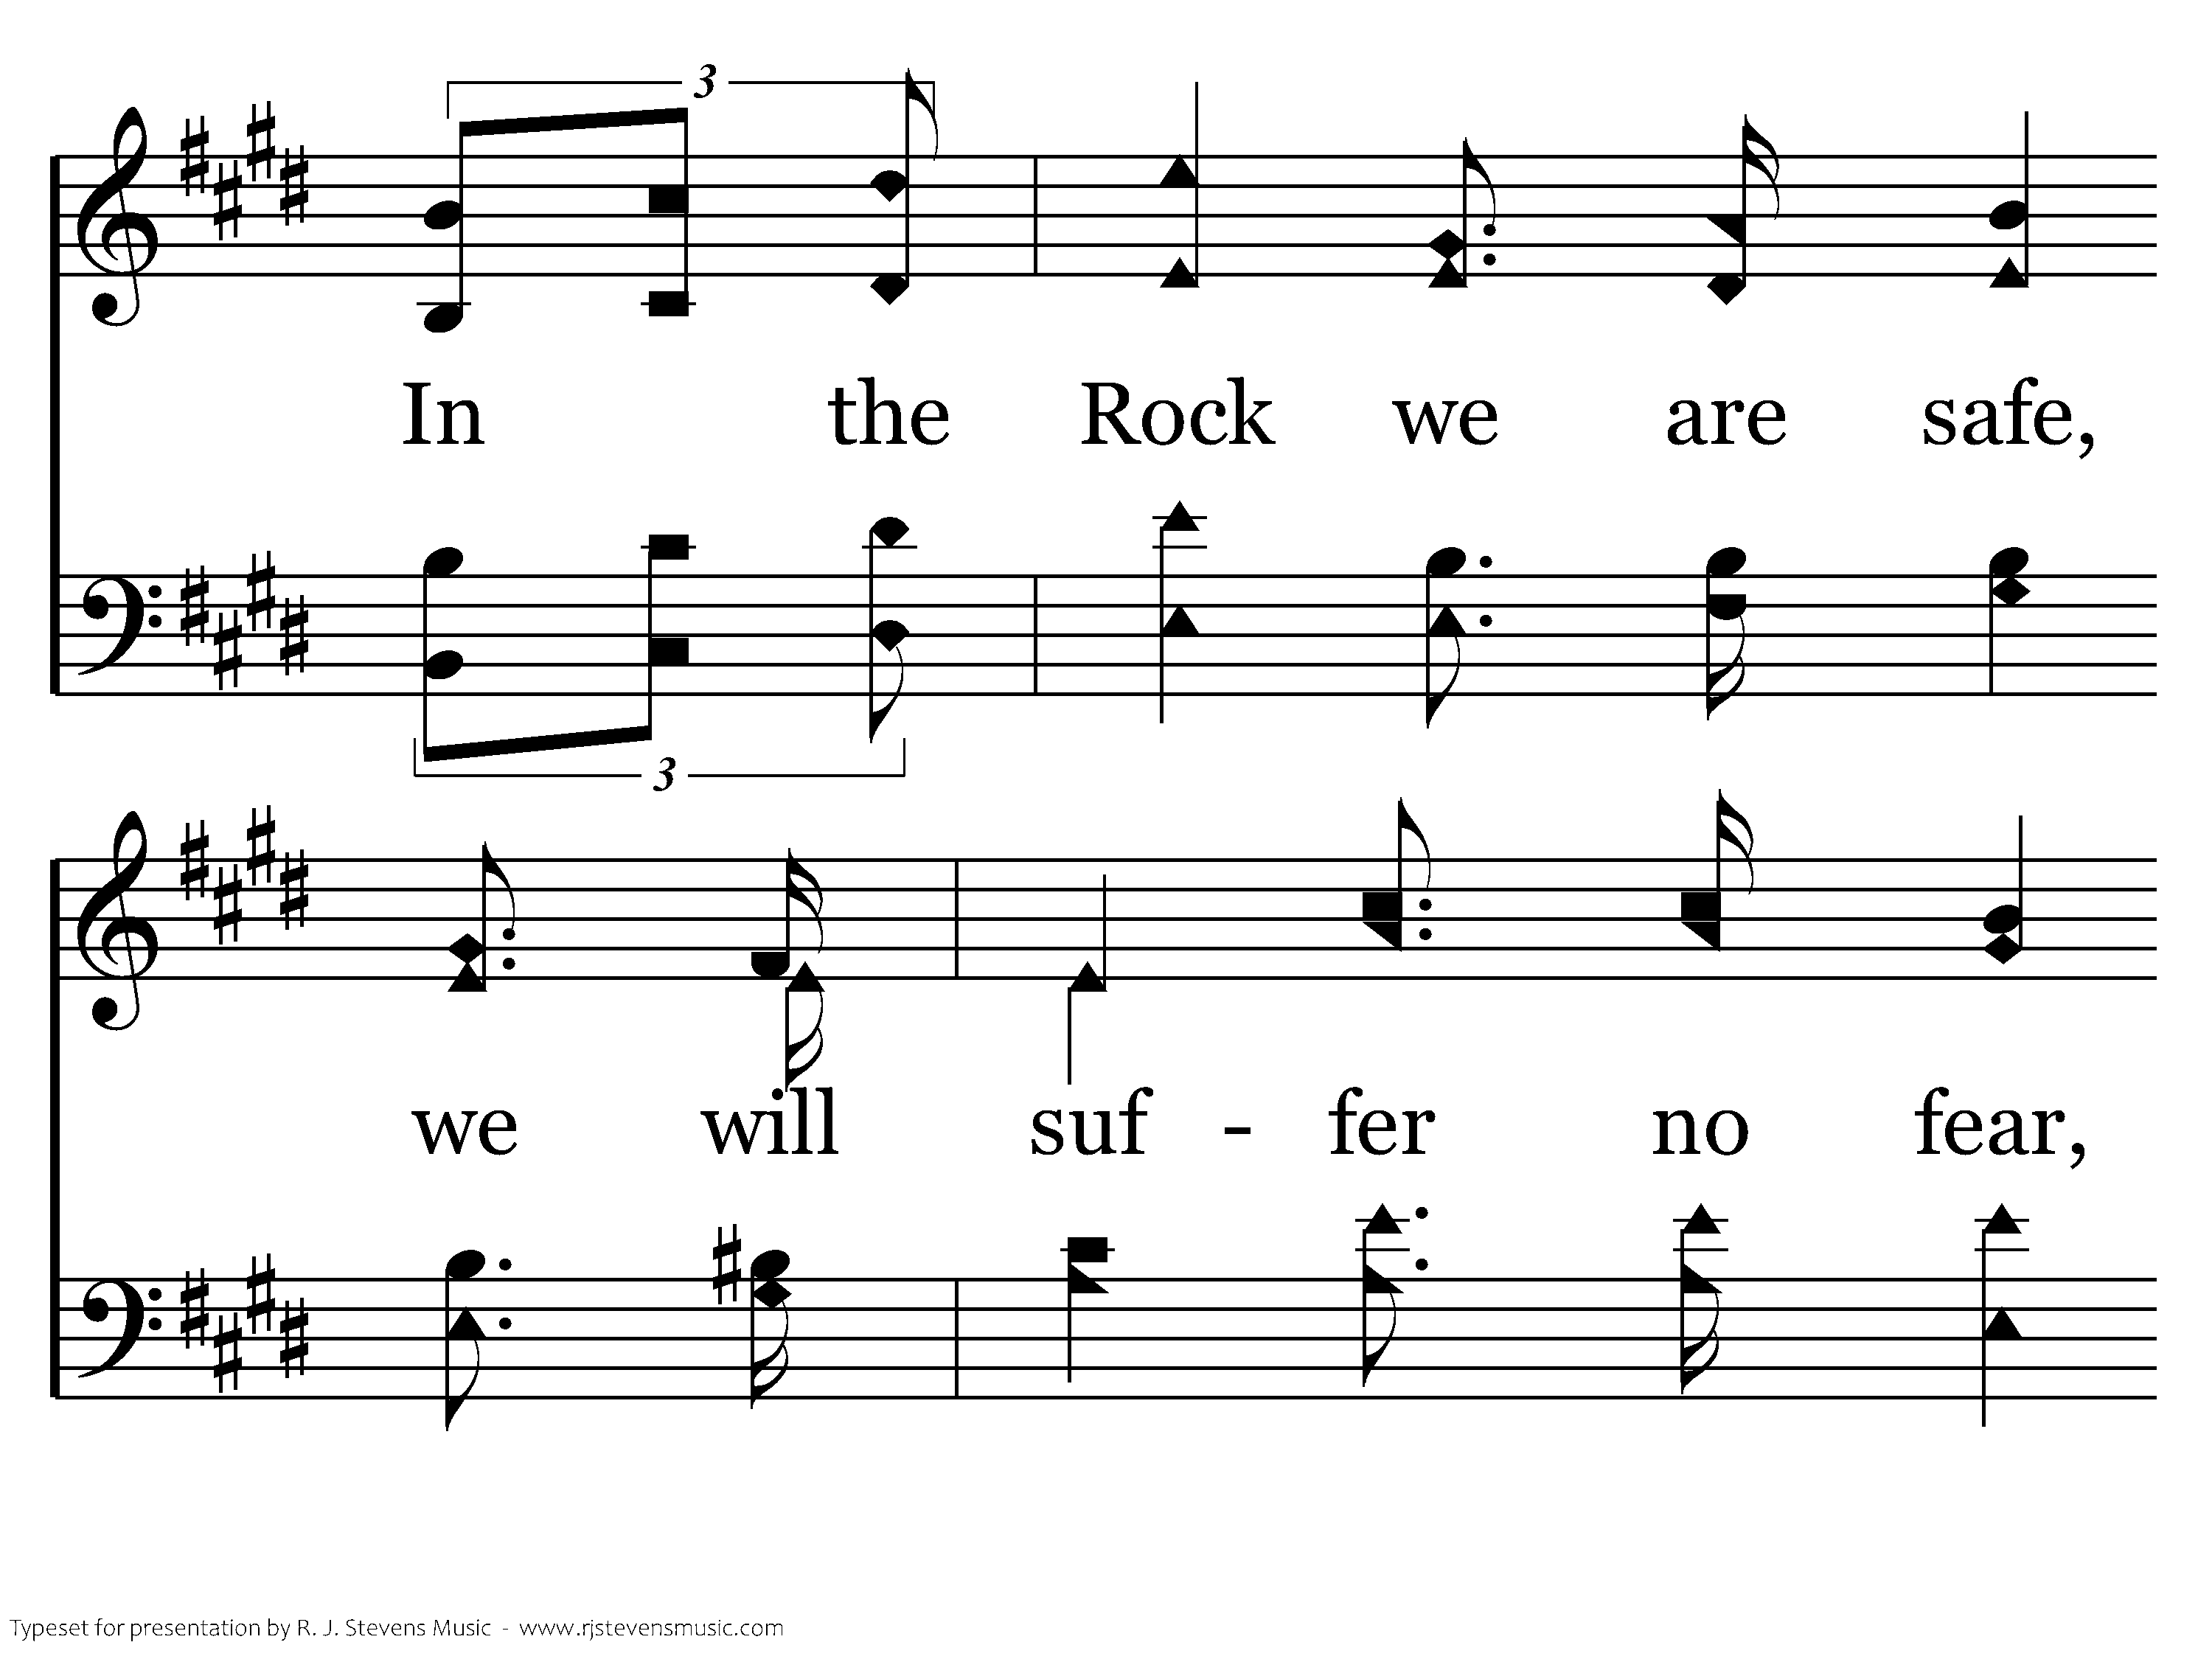 3
In the Rock we are safe,
3
we will suf - fer no fear,
Typeset for presentation by R. J. Stevens Music - www.rjstevensmusic.com